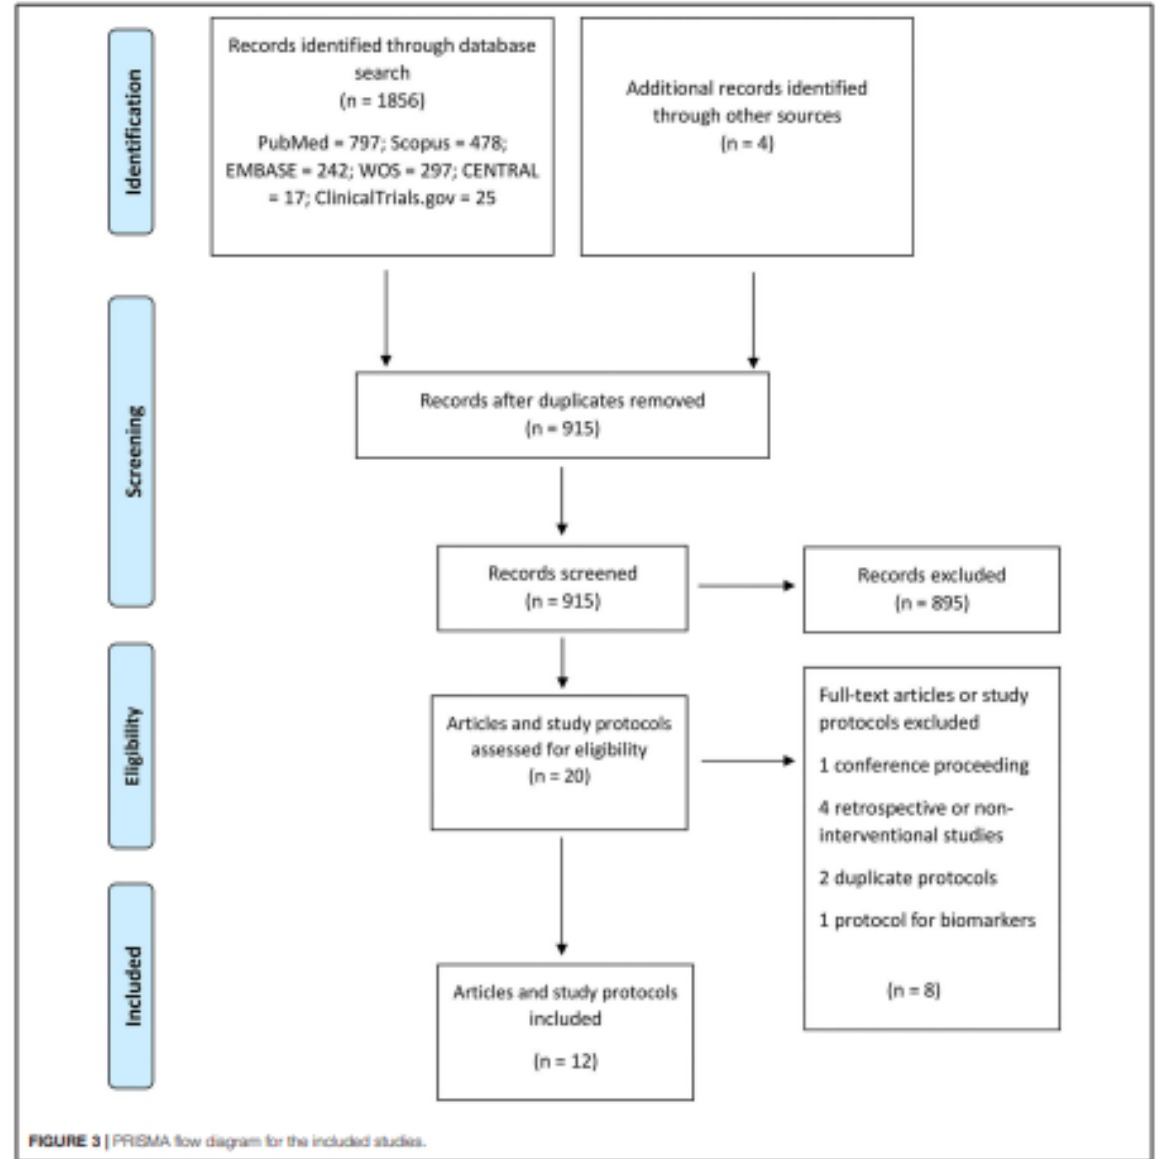 Identification
Records identified through database
search
(n = 1856)
PubMed = 797; Scopus = 478;
EMBASE = 242; WOS = 297; CENTRAL
= 17; ClinicalTrials.gov = 25
Additional records identified
through other sources
(n = 4)
Screening
Records after duplicates removed
(n = 915)
Records screened
(n = 915)
Records excluded
(n = 895)
Eligibility
Articles and study protocols
assessed for eligibility
(n = 20)
Full-text articles or study
protocols excluded
1 conference proceeding
4 retrospective or non-
interventional studies
2 duplicate protocols
1 protocol for biomarkers
(n = 8)
Included
Articles and study protocols
included
(n = 12)
FIGURE 3 | PRISMA flow diagram for the included studies.